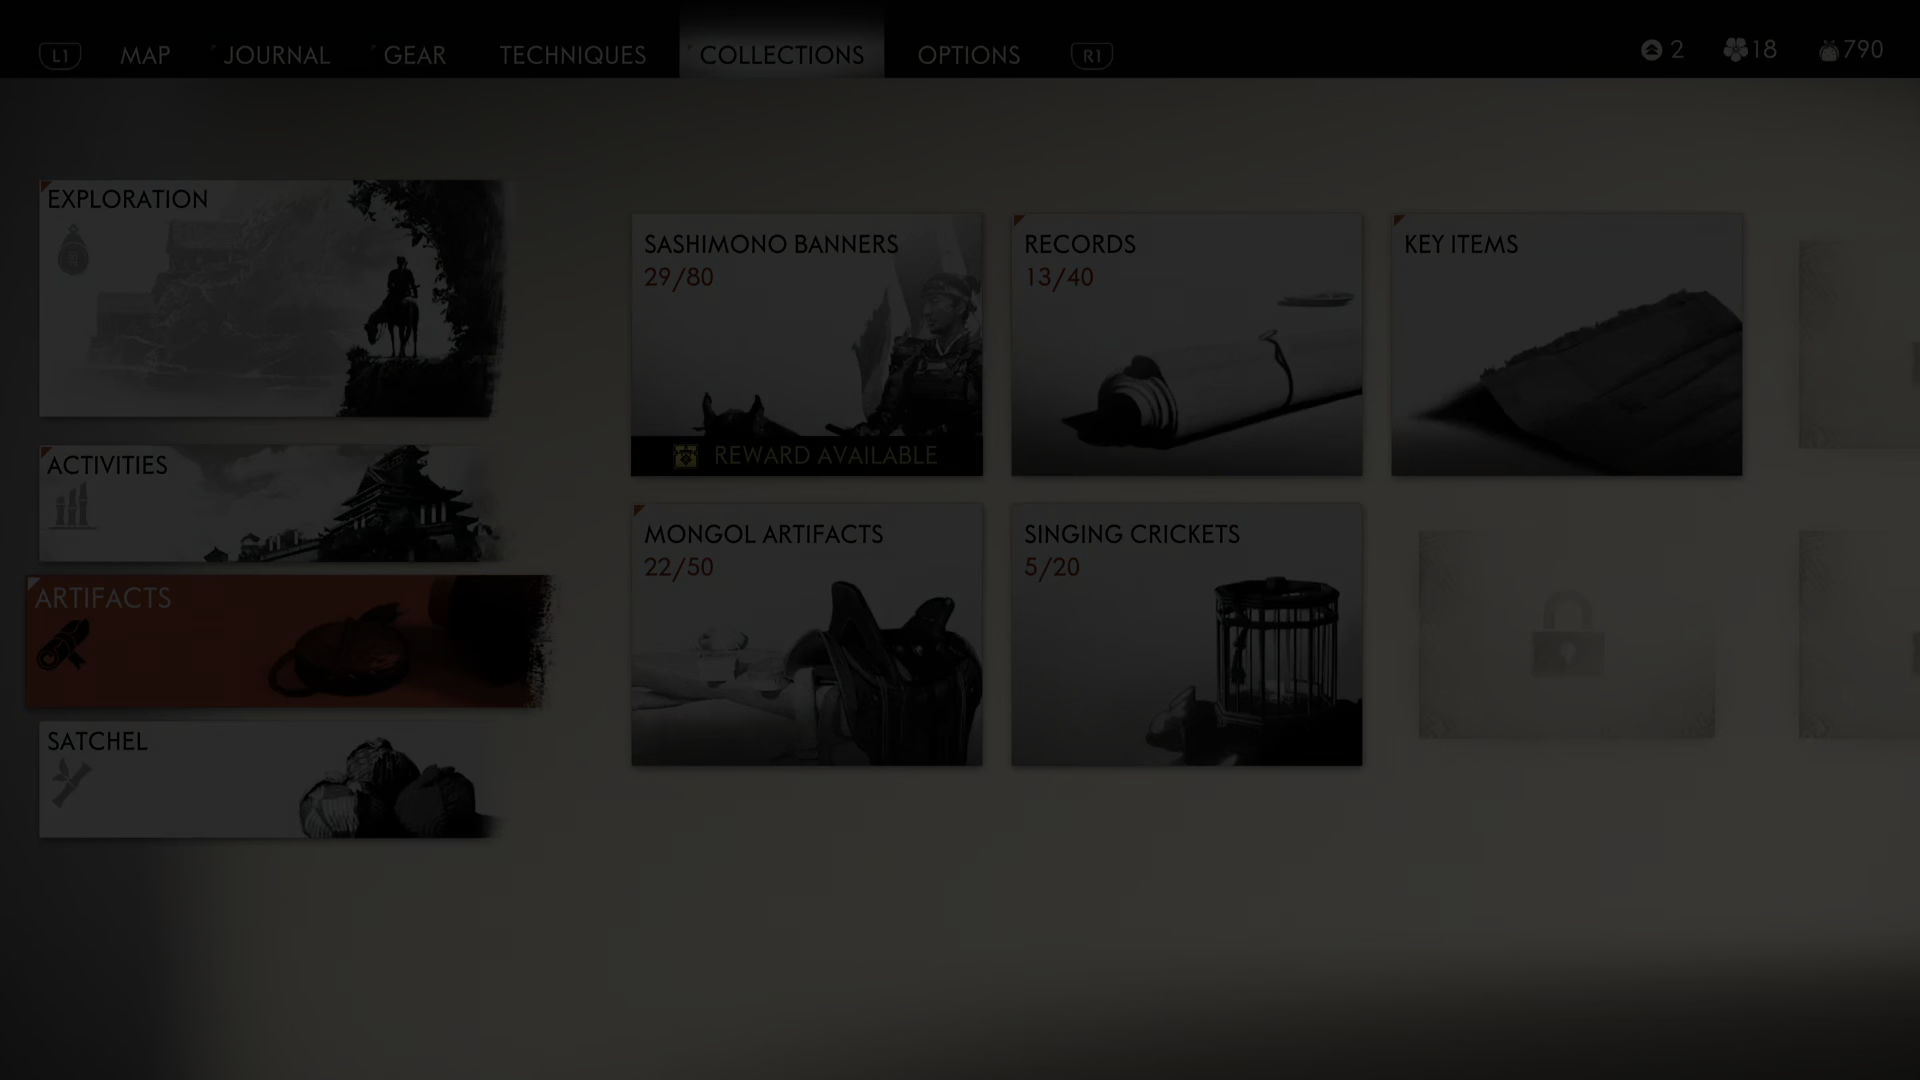 L1 MAP JOURNAL GEAR TECHNIQUES COLLECTIONS OPTIONS R1 2 18 790
EXPLORATION
ACTIVITIES
ARTIFACTS
SATCHEL
SASHIMONO BANNERS
29/80
REWARD AVAILABLE
RECORDS
13/40
KEY ITEMS
MONGOL ARTIFACTS
22/50
SINGING CRICKETS
5/20